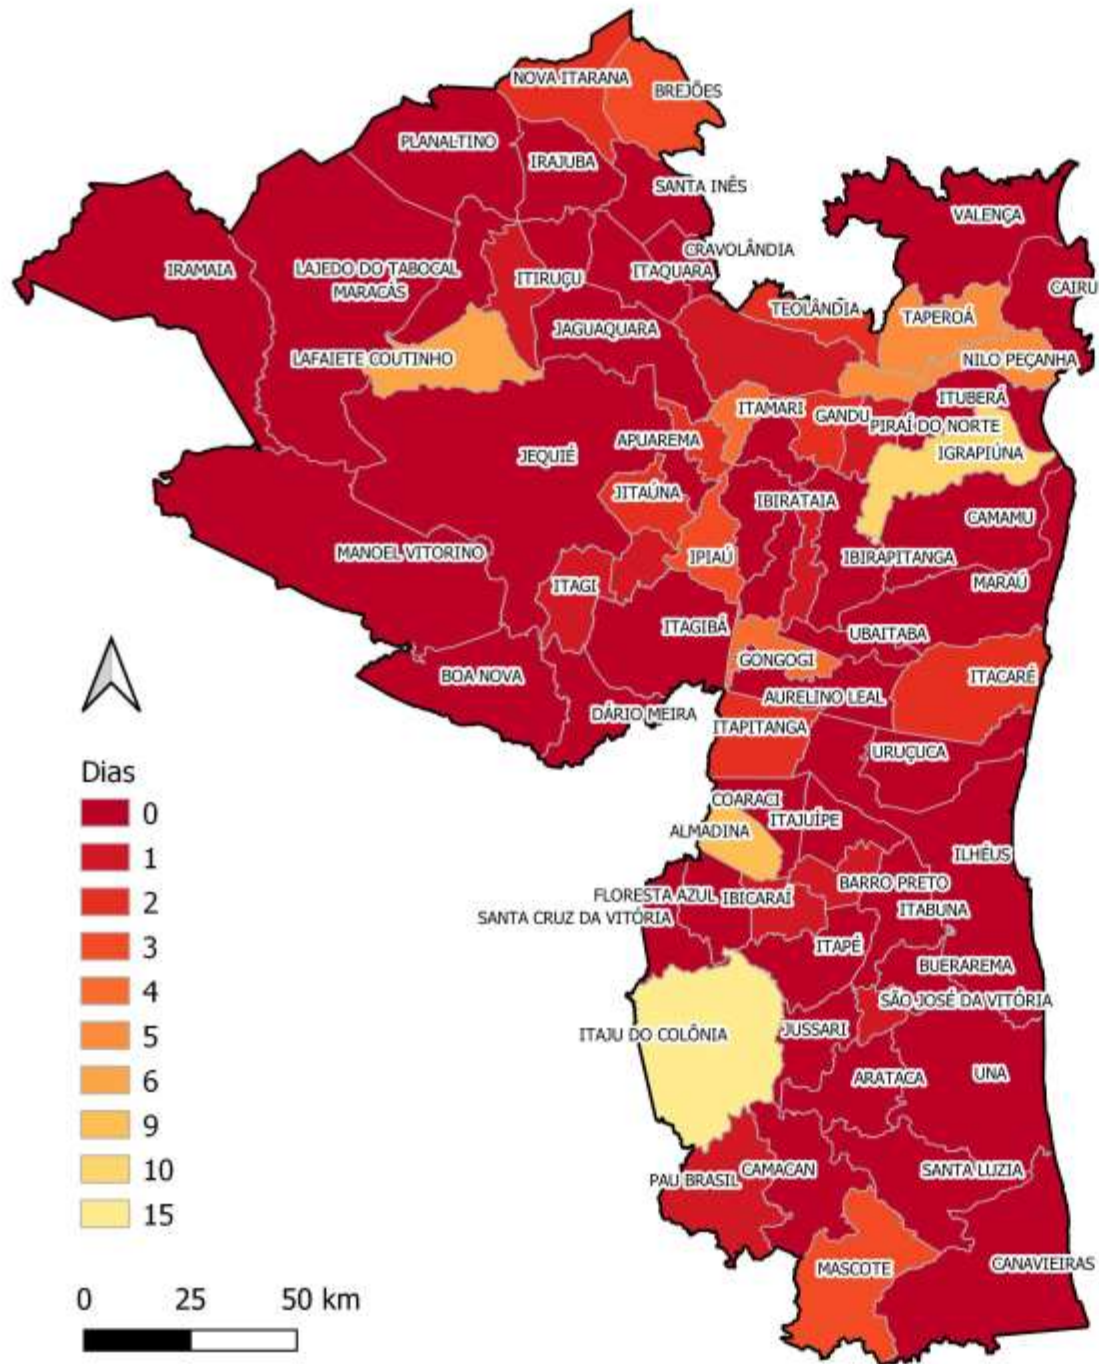 NOVA ITARANA
BREJÕES
PLANALTINO
IRAJUBA
SANTA INÊS
VALENÇA
CRAVOLÂNDIA
IRAMAIA
LAJEDO DO TABOCAL
ITIRUÇU
ITAQUARA
CAIRU
MARACÁS
TEOLÂNDIA
TAPEROÁ
JAGUAQUARA
LAFAIETE COUTINHO
NILO PEÇANHA
ITUBERÁ
ITAMARI
GANDU
PIRAÍ DO NORTE
APUAREMA
IGRAPIÚNA
JEQUIÉ
JITAÚNA
IBIRATAIA
CAMAMU
MANOEL VITORINO
IPIAÚ
IBIRAPITANGA
ITAGI
MARAÚ
ITAGIBÁ
UBAITABA
GONGOGI
BOA NOVA
ITACARÉ
AURELINO LEAL
DÁRIO MEIRA
ITAPITANGA
URUÇUCA
Dias
0
1
2
3
4
5
6
9
10
15
COARACI
ITAJUÍPE
ALMADINA
ILHÉUS
BARRO PRETO
FLORESTA AZUL
IBICARAÍ
ITABUNA
SANTA CRUZ DA VITÓRIA
ITAPÉ
BUERAREMA
SÃO JOSÉ DA VITÓRIA
ITAJU DO COLÔNIA
JUSSARI
ARATACA
UNA
PAU BRASIL
CAMACAN
SANTA LUZIA
MASCOTE
CANAVIEIRAS
0 25 50 km